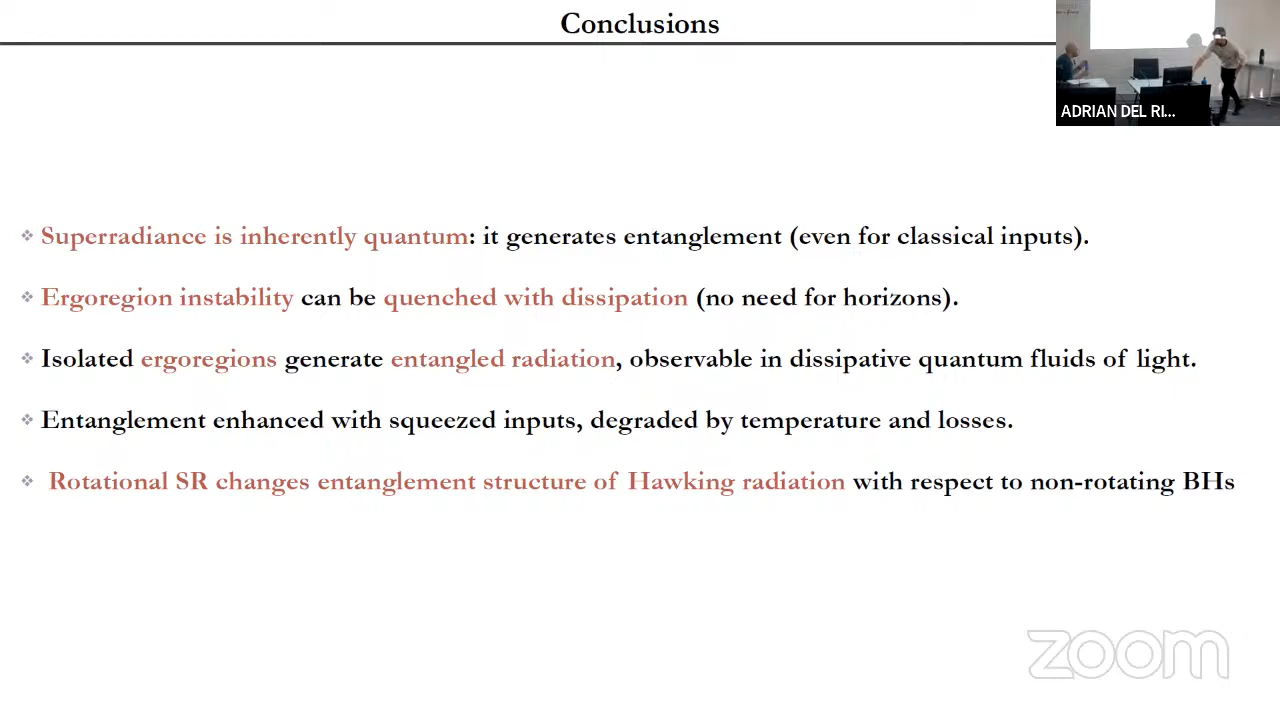 Conclusions
ADRIAN DEL RI...
Superradiance is inherently quantum: it generates entanglement (even for classical inputs).
Ergoregion instability can be quenched with dissipation (no need for horizons).
Isolated ergoregions generate entangled radiation, observable in dissipative quantum fluids of light.
Entanglement enhanced with squeezed inputs, degraded by temperature and losses.
Rotational SR changes entanglement structure of Hawking radiation with respect to non-rotating BHs
zoom